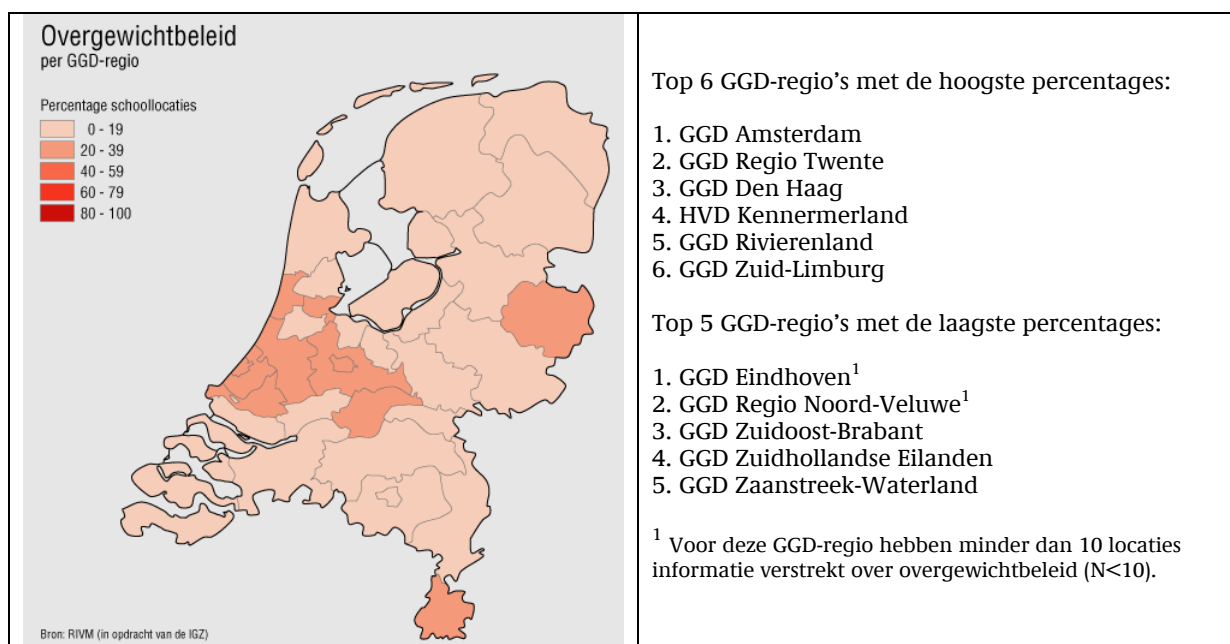 Overgewichtbeleid
per GGD-regio
Percentage schoollocaties
0 - 19
20 - 39
40 - 59
60 - 79
80 - 100
Bron: RIVM (in opdracht van de IGZ)
Top 6 GGD-regio's met de hoogste percentages:
1. GGD Amsterdam
2. GGD Regio Twente
3. GGD Den Haag
4. HVD Kennermerland
5. GGD Rivierenland
6. GGD Zuid-Limburg
Top 5 GGD-regio's met de laagste percentages:
1. GGD Eindhoven¹
2. GGD Regio Noord-Veluwe¹
3. GGD Zuidoost-Brabant
4. GGD Zuidhollandse Eilanden
5. GGD Zaanstreek-Waterland
¹ Voor deze GGD-regio hebben minder dan 10 locaties
informatie verstrekt over overgewichtbeleid (N<10).